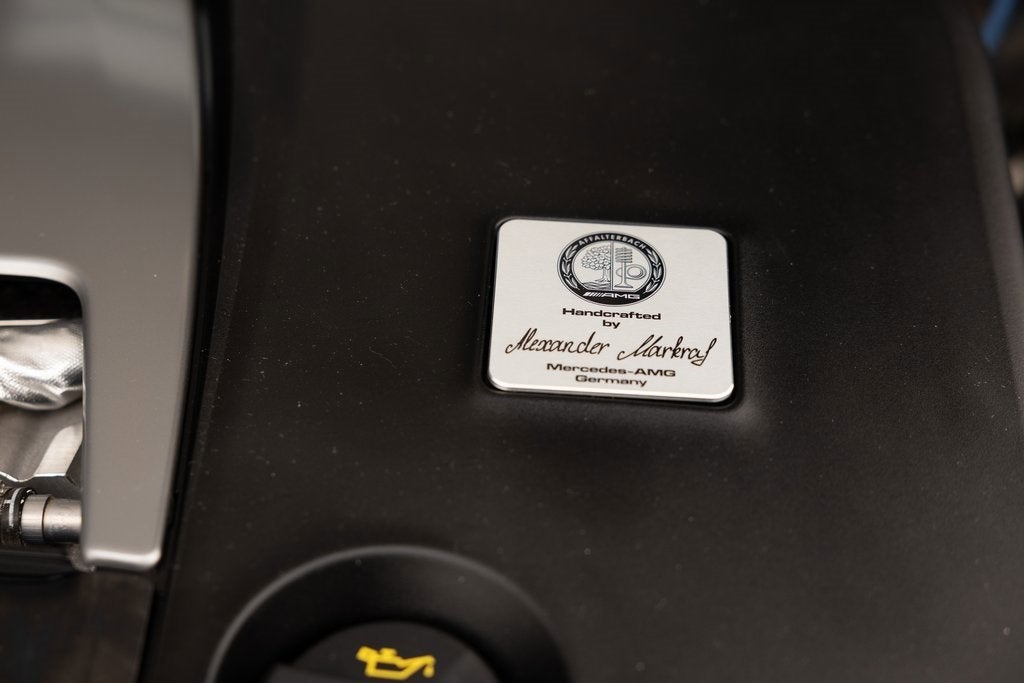 AFFALTERBACH
AMG
Handcrafted
by
Alexander Markraf
Mercedes-AMG
Germany